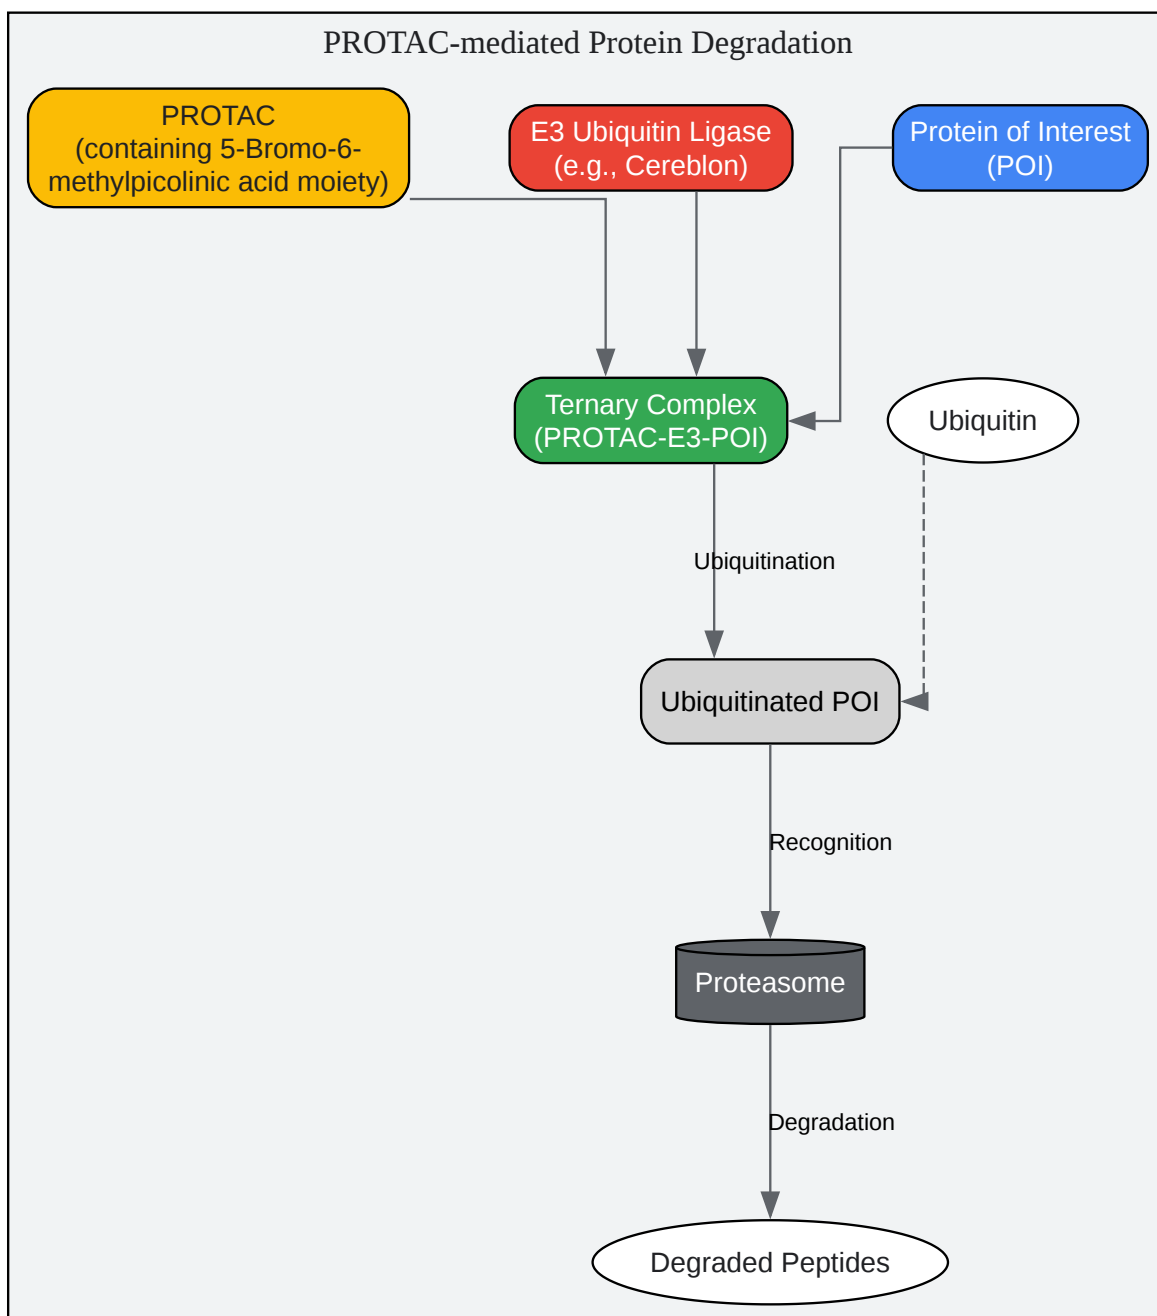 PROTAC-mediated Protein Degradation
PROTAC
(containing 5-Bromo-6-
methylpicolinic acid moiety)
E3 Ubiquitin Ligase
(e.g., Cereblon)
Protein of Interest
(POI)
Ternary Complex
(PROTAC-E3-POI)
Ubiquitin
Ubiquitination
Ubiquitinated POI
Recognition
Proteasome
Degradation
Degraded Peptides